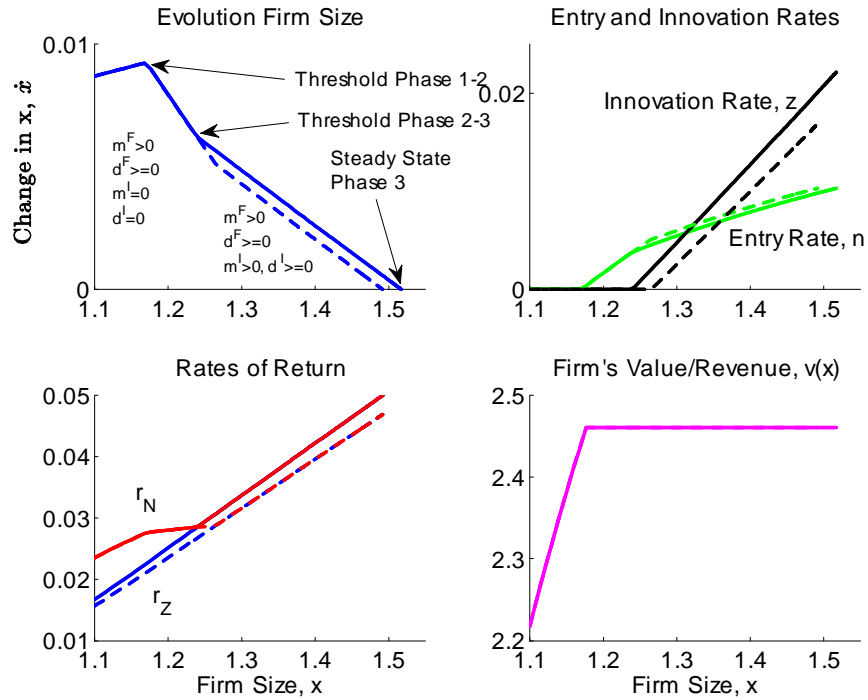 Evolution Firm Size
0.01
Change in x, ẋ
0
1.1 1.2 1.3 1.4 1.5
Threshold Phase 1-2
Threshold Phase 2-3
Steady State
Phase 3
m^F>0
d^F>=0
m^I=0
d^I=0
m^F>0
d^F>=0
m^I>0, d^I>=0
Entry and Innovation Rates
0.02
0
1.1 1.2 1.3 1.4 1.5
Innovation Rate, z
Entry Rate, n
Rates of Return
0.05
0.04
0.03
0.02
0.01
1.1 1.2 1.3 1.4 1.5
r_N
r_Z
Firm Size, x
Firm's Value/Revenue, v(x)
2.5
2.4
2.3
2.2
1.1 1.2 1.3 1.4 1.5
Firm Size, x